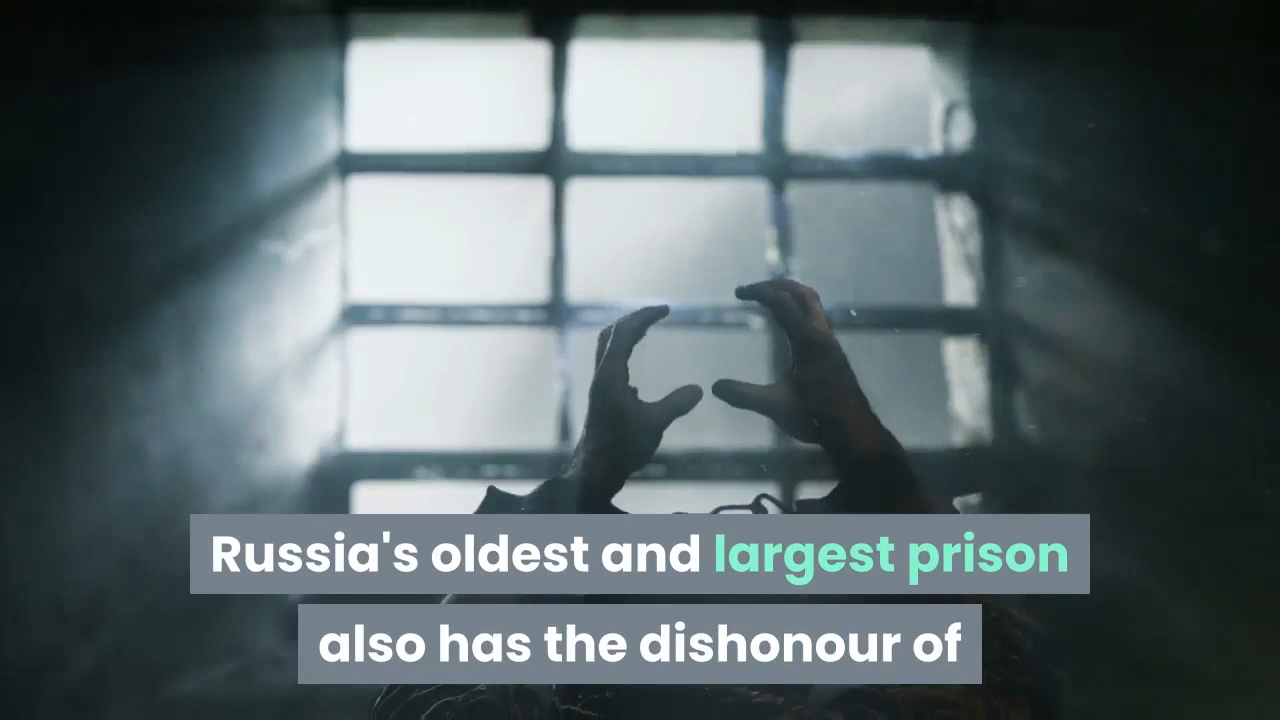 Russia's oldest and largest prison
also has the dishonour of